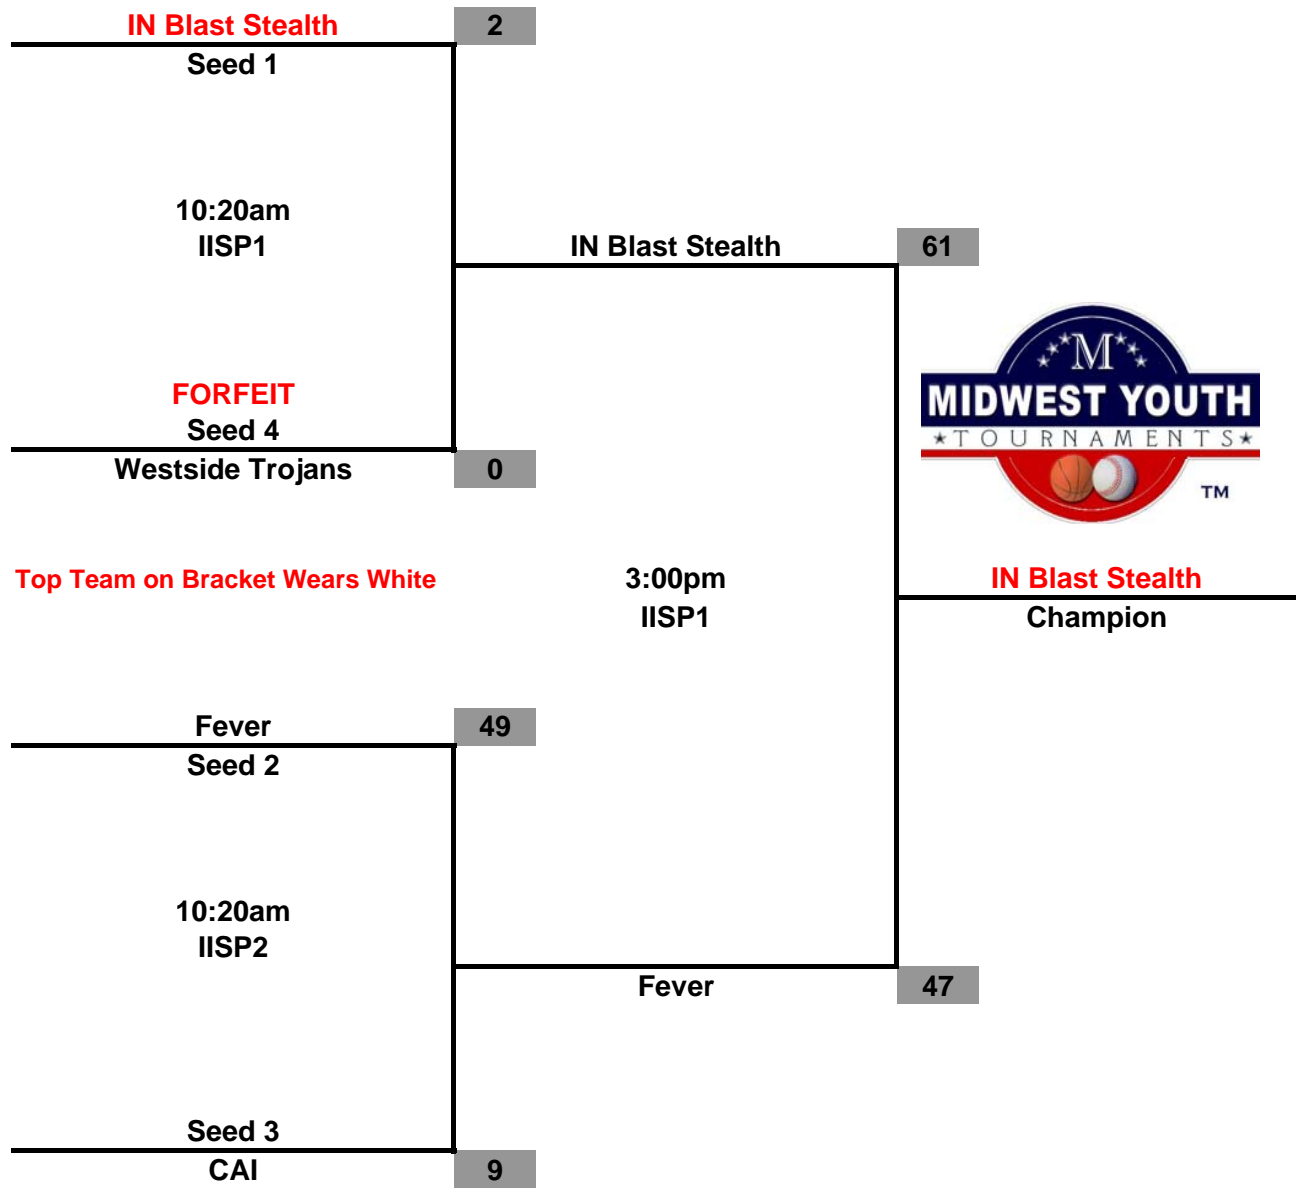 IN Blast Stealth
2
Seed 1
10:20am
IISP1
IN Blast Stealth
61
FORFEIT
Seed 4
Westside Trojans
0
M
MIDWEST YOUTH
★TOURNAMENTS★
TM
Top Team on Bracket Wears White
3:00pm
IISP1
IN Blast Stealth
Champion
Fever
49
Seed 2
10:20am
IISP2
Fever
47
Seed 3
CAI
9